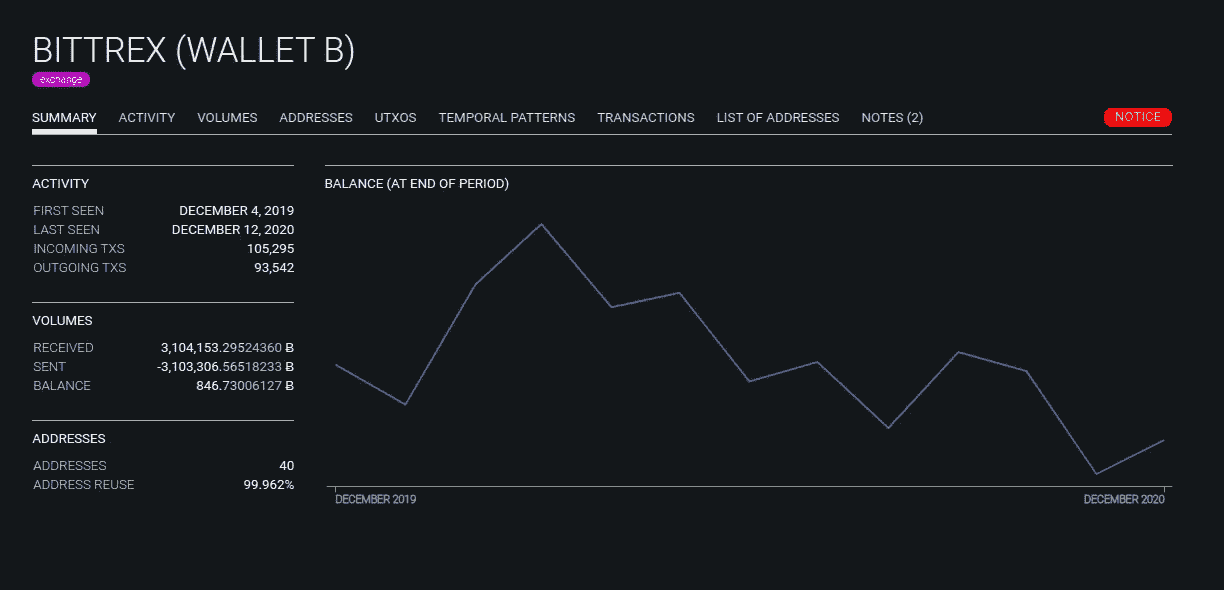 BITTREX (WALLET B)
exchange
SUMMARY ACTIVITY VOLUMES ADDRESSES UTXOS TEMPORAL PATTERNS TRANSACTIONS LIST OF ADDRESSES NOTES (2) NOTICE
ACTIVITY
FIRST SEEN DECEMBER 4, 2019
LAST SEEN DECEMBER 12, 2020
INCOMING TXS 105,295
OUTGOING TXS 93,542
VOLUMES
RECEIVED 3,104,153.29524360 Ƀ
SENT -3,103,306.56518233 Ƀ
BALANCE 846.73006127 Ƀ
ADDRESSES
ADDRESSES 40
ADDRESS REUSE 99.962%
BALANCE (AT END OF PERIOD)
DECEMBER 2019 DECEMBER 2020